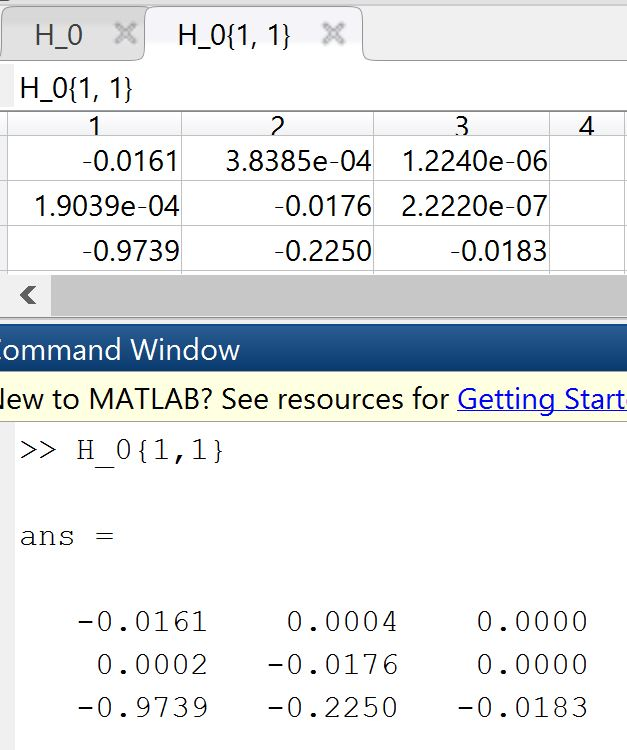 H_0 H_0{1, 1}
H_0{1, 1}
1 2 3 4
-0.0161 3.8385e-04 1.2240e-06
1.9039e-04 -0.0176 2.2220e-07
-0.9739 -0.2250 -0.0183
ommand Window
ew to MATLAB? See resources for Getting Start
>> H_0{1,1}
ans =
-0.0161 0.0004 0.0000
0.0002 -0.0176 0.0000
-0.9739 -0.2250 -0.0183